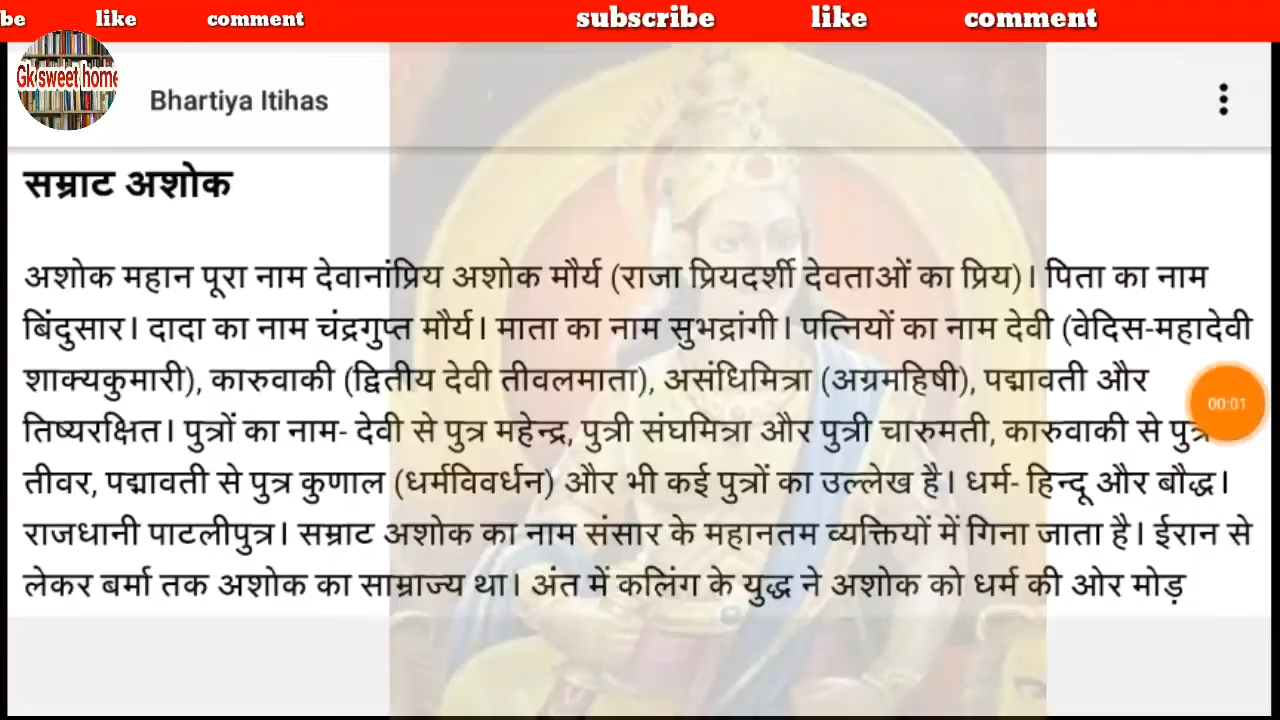 be like comment subscribe like comment
Gk sweet home
Bhartiya Itihas
सम्राट अशोक
अशोक महान पूरा नाम देवानांप्रिय अशोक मौर्य (राजा प्रियदर्शी देवताओं का प्रिय)। पिता का नाम
बिंदुसार। दादा का नाम चंद्रगुप्त मौर्य। माता का नाम सुभद्रांगी। पत्नियों का नाम देवी (वेदिस-महादेवी
शाक्यकुमारी), कारुवाकी (द्वितीय देवी तीवलमाता), असंधिमित्रा (अग्रमहिषी), पद्मावती और
तिष्यरक्षित। पुत्रों का नाम- देवी से पुत्र महेन्द्र, पुत्री संघमित्रा और पुत्री चारुमती, कारुवाकी से पुत्र
तीवर, पद्मावती से पुत्र कुणाल (धर्मविवर्धन) और भी कई पुत्रों का उल्लेख है। धर्म- हिन्दू और बौद्ध।
राजधानी पाटलीपुत्र। सम्राट अशोक का नाम संसार के महानतम व्यक्तियों में गिना जाता है। ईरान से
लेकर बर्मा तक अशोक का साम्राज्य था। अंत में कलिंग के युद्ध ने अशोक को धर्म की ओर मोड़
00:01